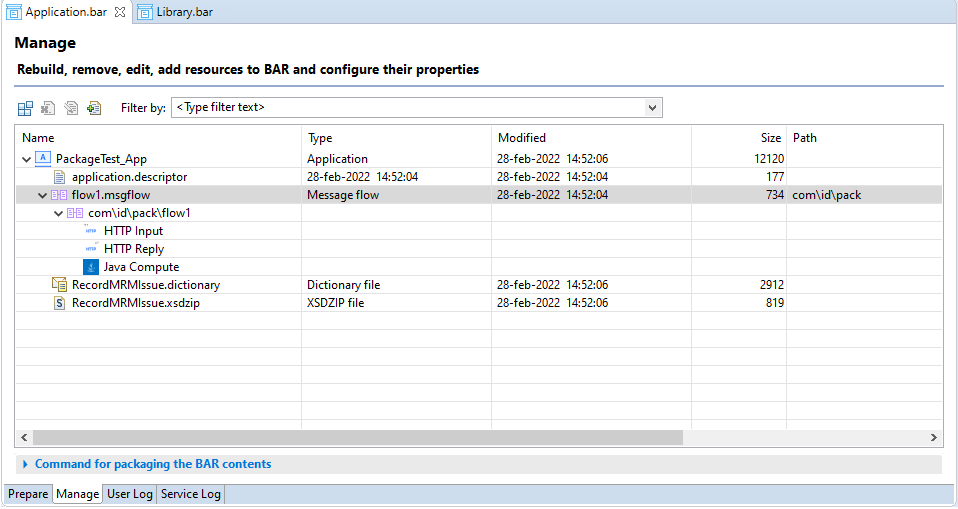 Application.bar Library.bar
Manage
Rebuild, remove, edit, add resources to BAR and configure their properties
Filter by: <Type filter text>
Name Type Modified Size Path
PackageTest_App Application 28-feb-2022 14:52:06 12120
application.descriptor 28-feb-2022 14:52:04 28-feb-2022 14:52:04 177
flow1.msgflow Message flow 28-feb-2022 14:52:04 734 com\id\pack
com\id\pack\flow1
HTTP Input
HTTP Reply
Java Compute
RecordMRMIssue.dictionary Dictionary file 28-feb-2022 14:52:06 2912
RecordMRMIssue.xsdzip XSDZIP file 28-feb-2022 14:52:06 819
Command for packaging the BAR contents
Prepare Manage User Log Service Log